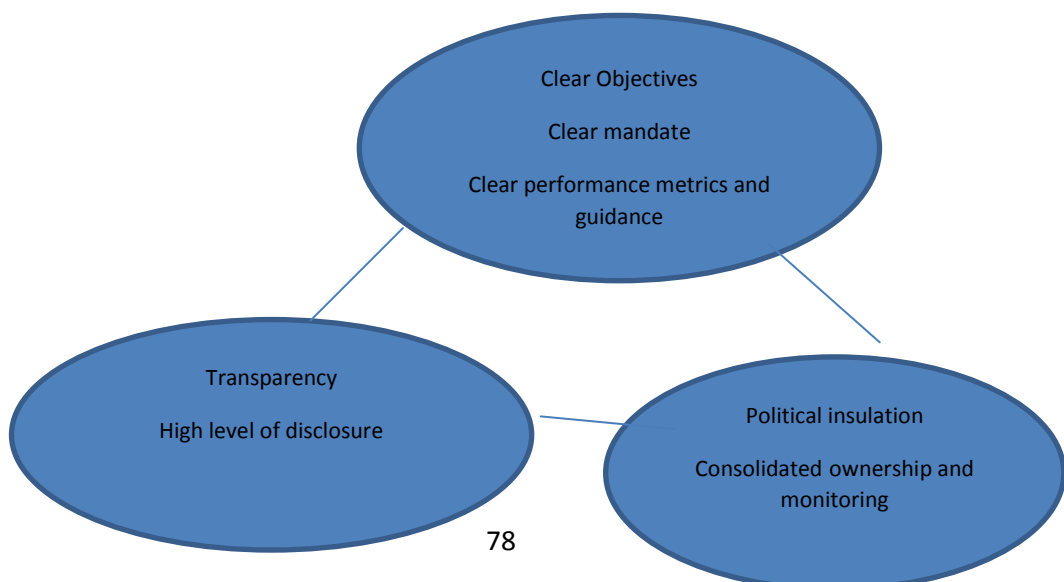 Clear Objectives
Clear mandate
Clear performance metrics and
guidance
Transparency
High level of disclosure
Political insulation
Consolidated ownership and
monitoring
78